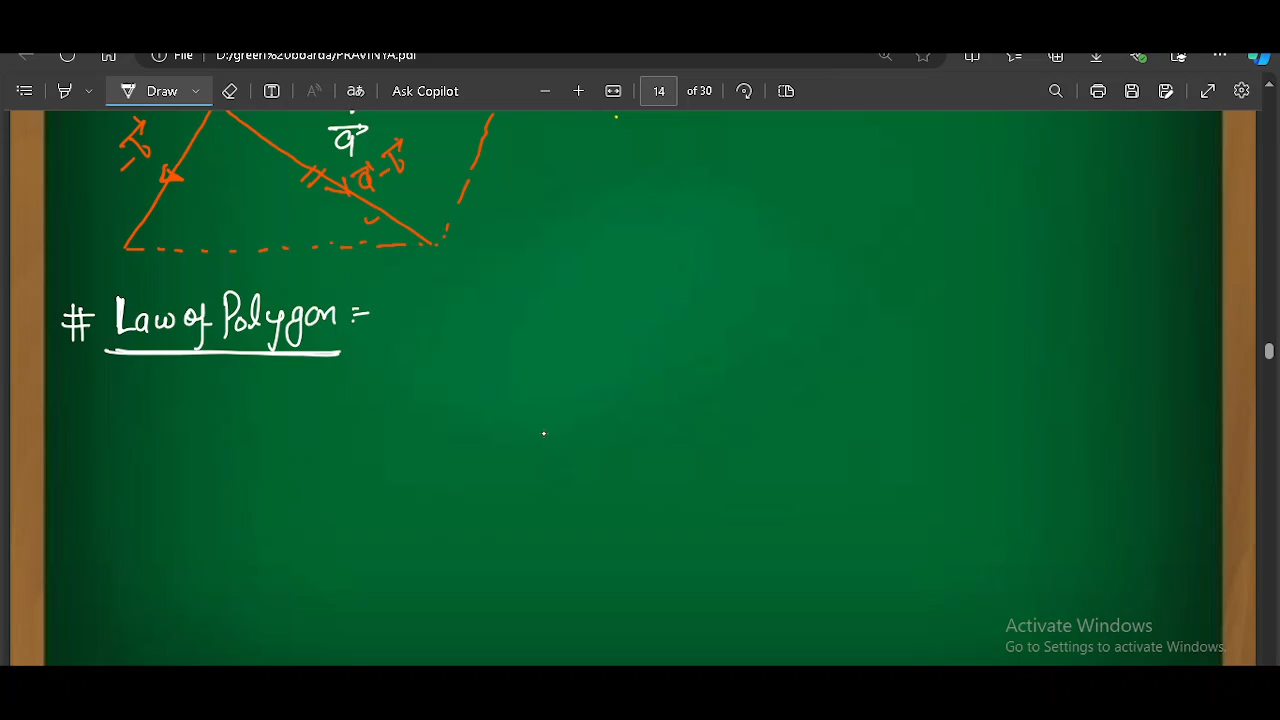 File D:/green%20boarda/PRAVINYA.pdf
Draw Ask Copilot 14 of 30
-b⃗
a⃗
a⃗-b⃗
# Law of Polygon :-
Activate Windows
Go to Settings to activate Windows.